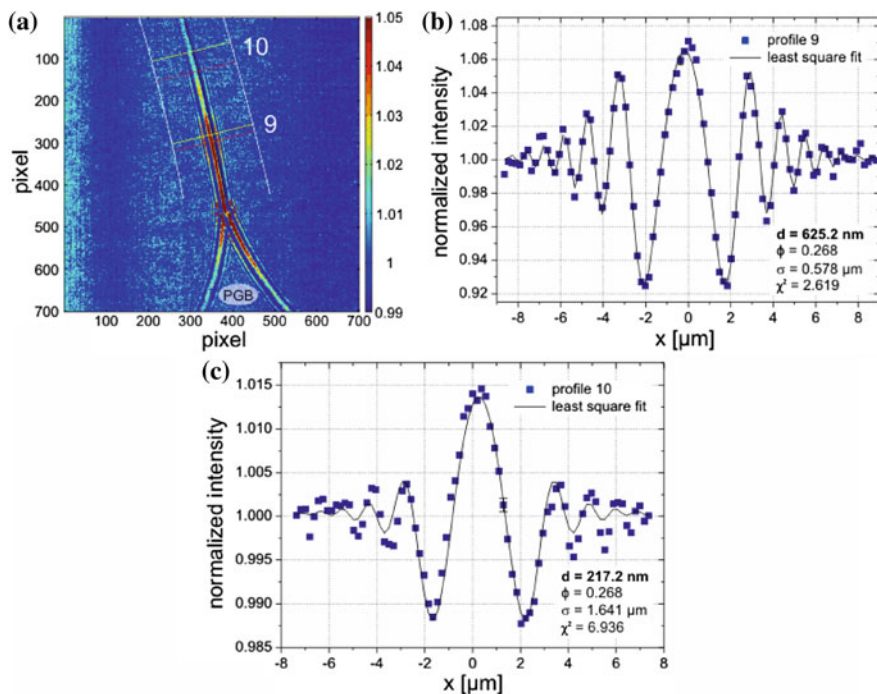 (a)
0
100
200
300
400
500
600
700
pixel
10
9
PGB
100 200 300 400 500 600 700
pixel
1.05
1.04
1.03
1.02
1.01
1
0.99
(b)
1.08
1.06
1.04
1.02
1.00
0.98
0.96
0.94
0.92
normalized intensity
profile 9
least square fit
d = 625.2 nm
ϕ = 0.268
σ = 0.578 µm
χ² = 2.619
-8 -6 -4 -2 0 2 4 6 8
x [µm]
(c)
1.015
1.010
1.005
1.000
0.995
0.990
0.985
normalized intensity
profile 10
least square fit
d = 217.2 nm
ϕ = 0.268
σ = 1.641 µm
χ² = 6.936
-8 -6 -4 -2 0 2 4 6 8
x [µm]